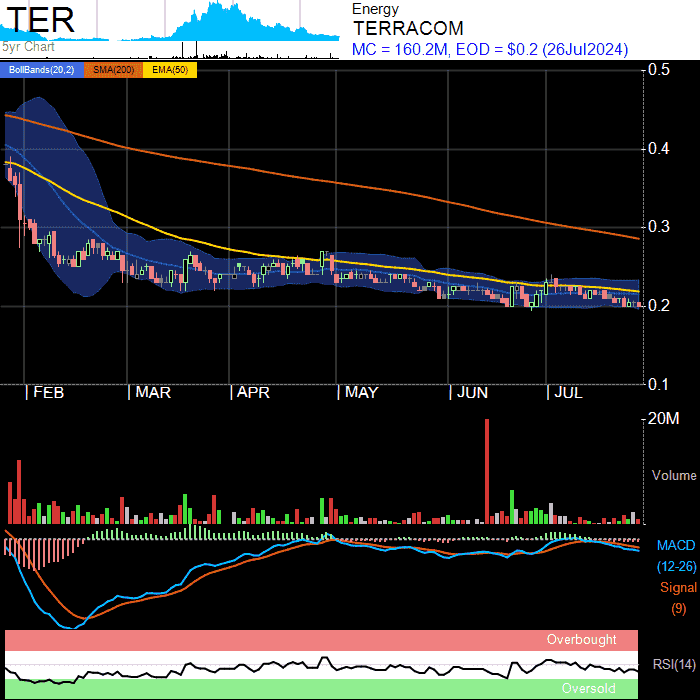 TER
5yr Chart
Energy
TERRACOM
MC = 160.2M, EOD = $0.2 (26Jul2024)
BollBands(20,2) SMA(200) EMA(50)
0.5
0.4
0.3
0.2
0.1
FEB MAR APR MAY JUN JUL
20M
Volume
MACD
(12-26)
Signal
(9)
Overbought
RSI(14)
Oversold